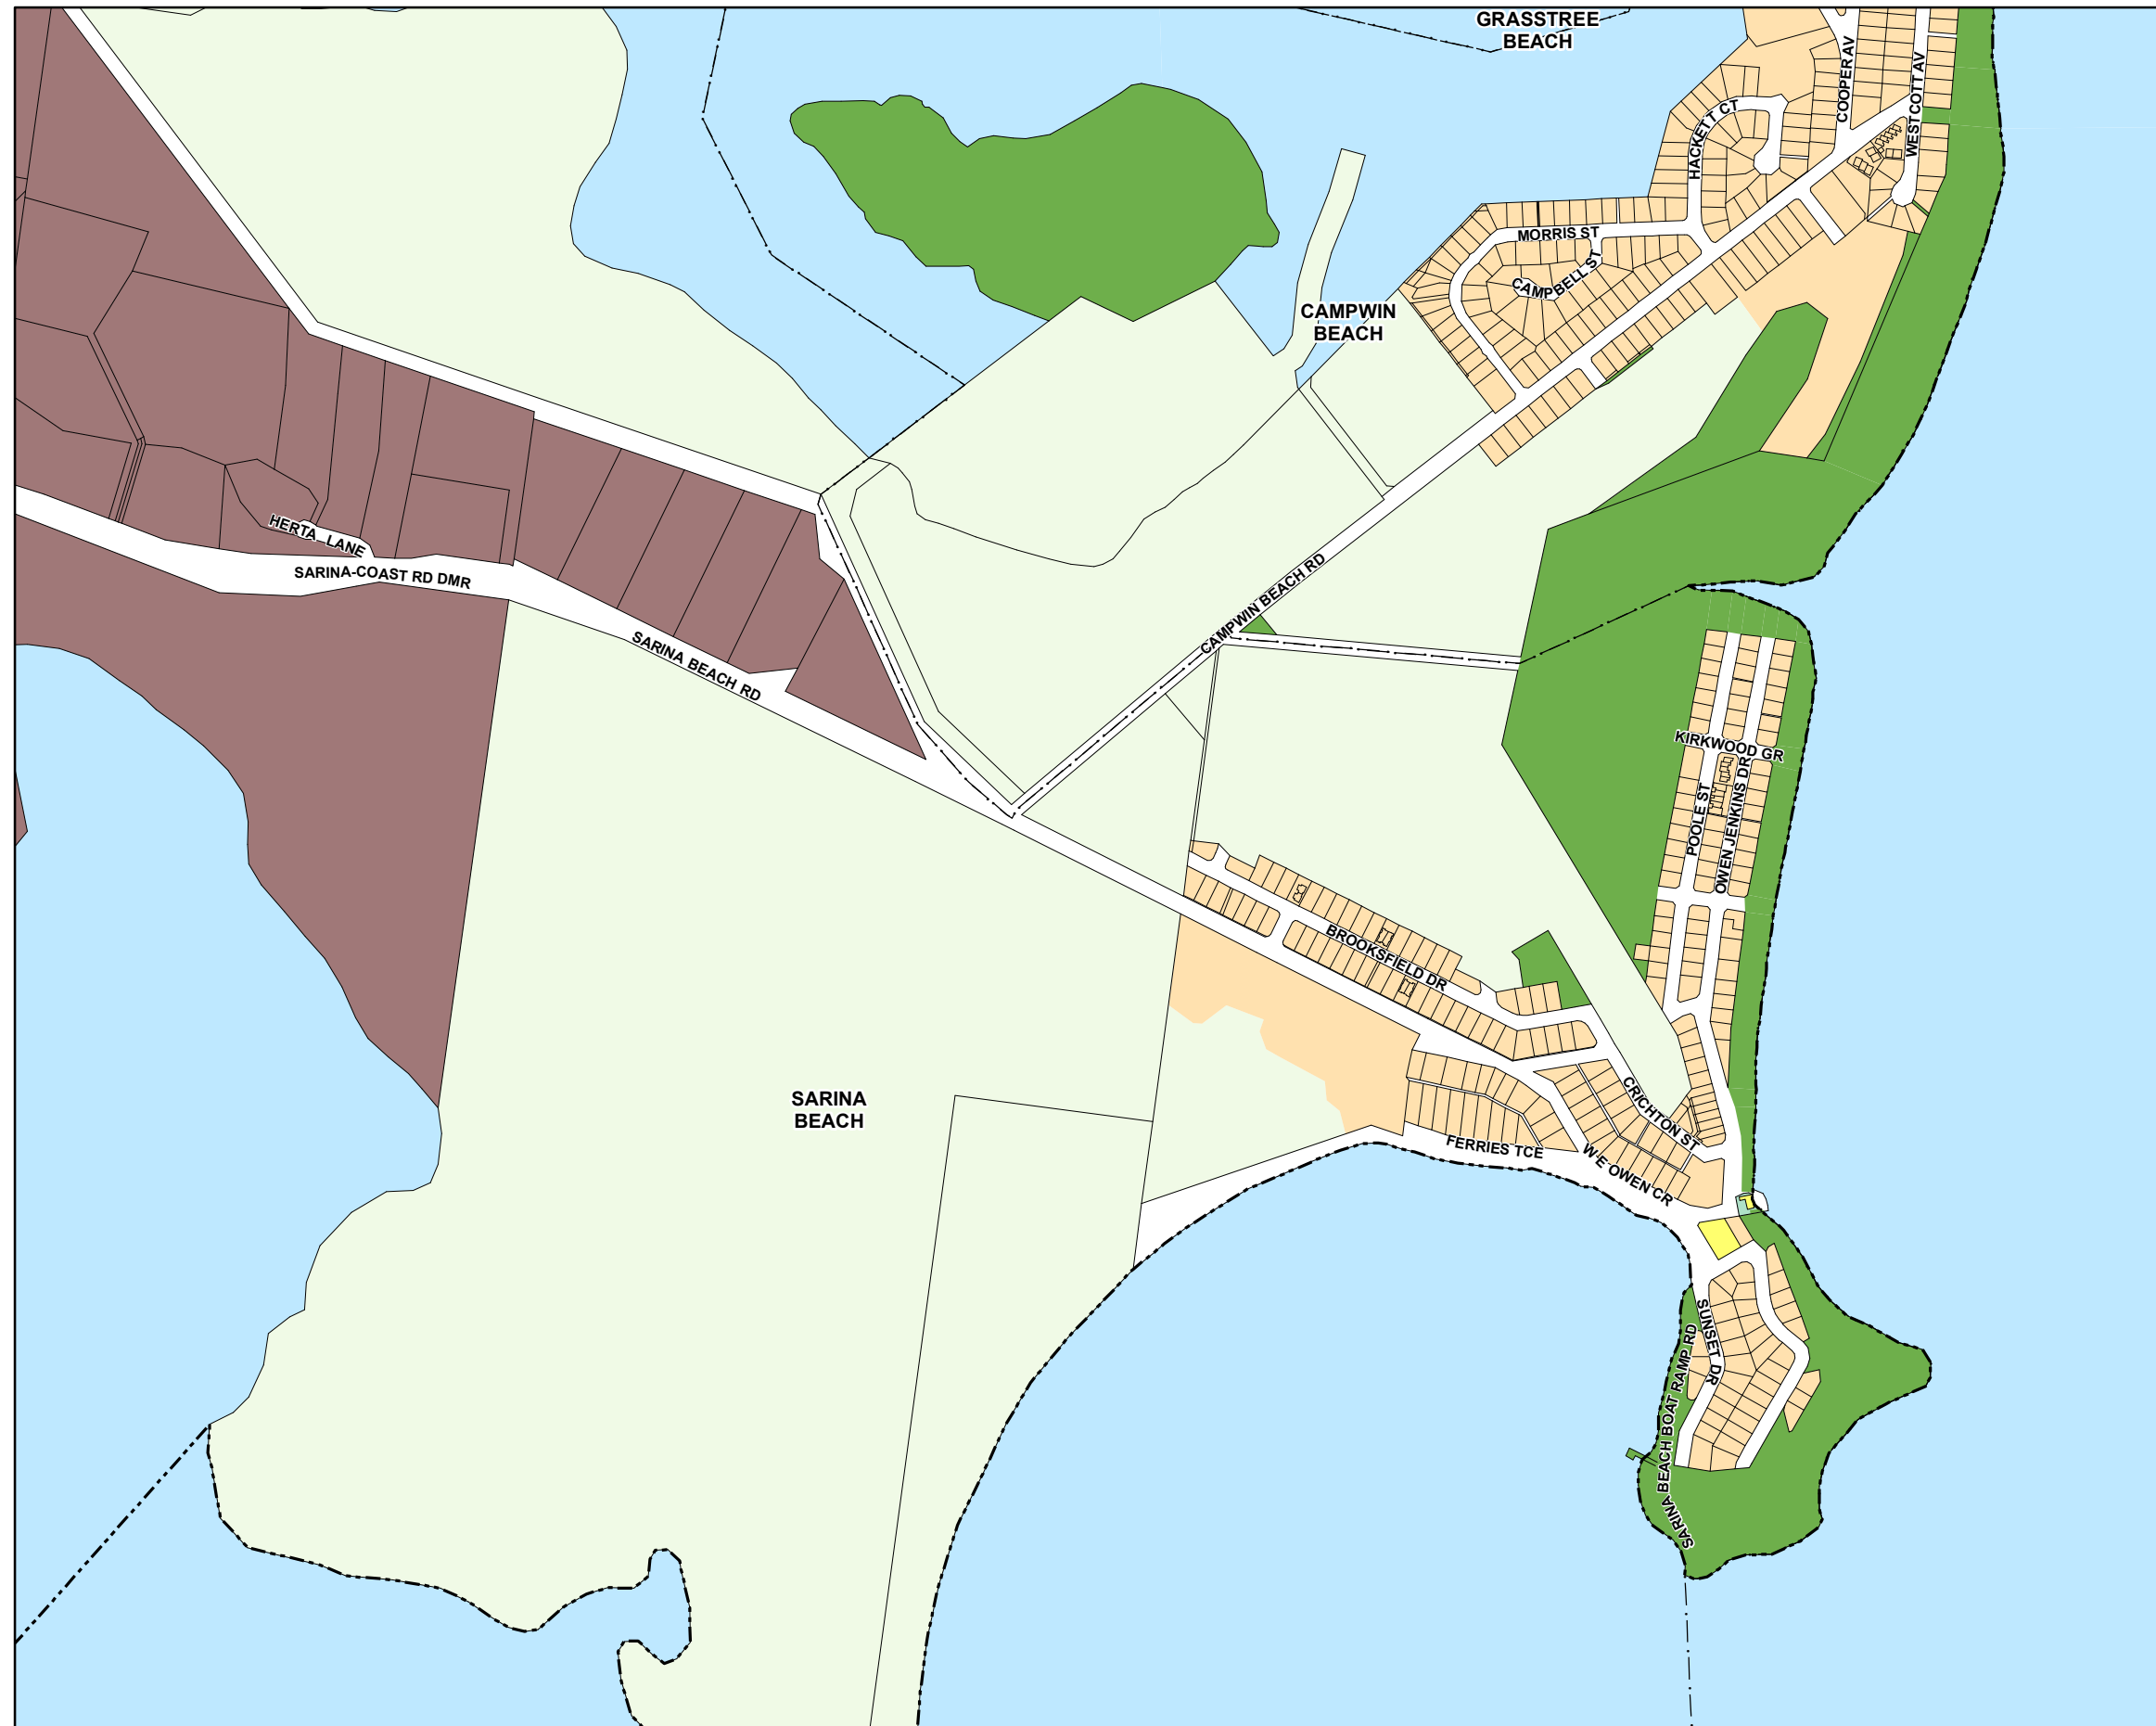 GRASSTREE
BEACH
COOPER AV
WESTCOTT AV
HACKETT CT
MORRIS ST
CAMPBELL ST
CAMPWIN
BEACH
HERTA LANE
SARINA-COAST RD DMR
CAMPWIN BEACH RD
SARINA BEACH RD
KIRKWOOD GR
POOLE ST
OWEN JENKINS DR
BROOKSFIELD DR
SARINA
BEACH
CRICHTON ST
FERRIES TCE
W E OWEN CR
SUNSET DR
SARINA BEACH BOAT RAMP RD